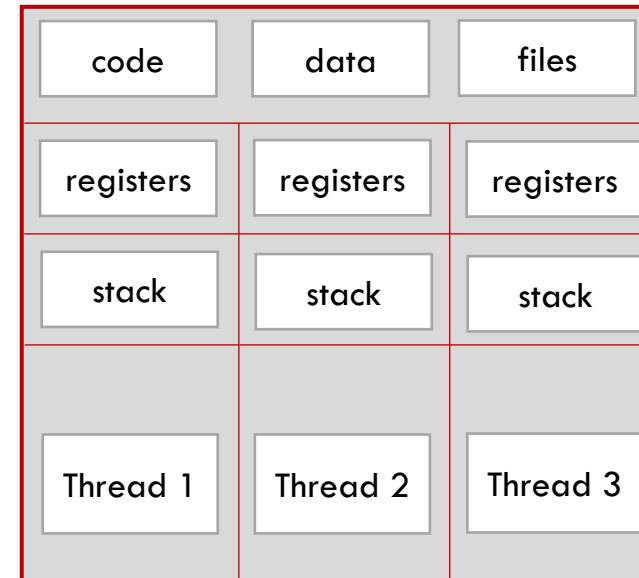 code data files
registers registers registers
stack stack stack
Thread 1 Thread 2 Thread 3